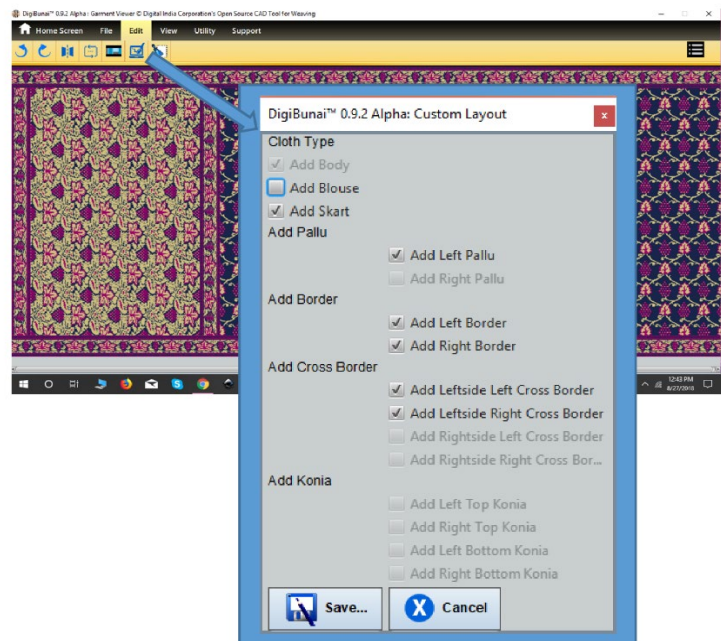 DigiBunai™ 0.9.2 Alpha : Garment Viewer © Digital India Corporation's Open Source CAD Tool for Weaving
Home Screen File Edit View Utility Support
DigiBunai™ 0.9.2 Alpha: Custom Layout
x
Cloth Type
Add Body
Add Blouse
Add Skart
Add Pallu
Add Left Pallu
Add Right Pallu
Add Border
Add Left Border
Add Right Border
Add Cross Border
Add Leftside Left Cross Border
Add Leftside Right Cross Border
Add Rightside Left Cross Border
Add Rightside Right Cross Bor...
Add Konia
Add Left Top Konia
Add Right Top Konia
Add Left Bottom Konia
Add Right Bottom Konia
Save... X Cancel
12:43 PM